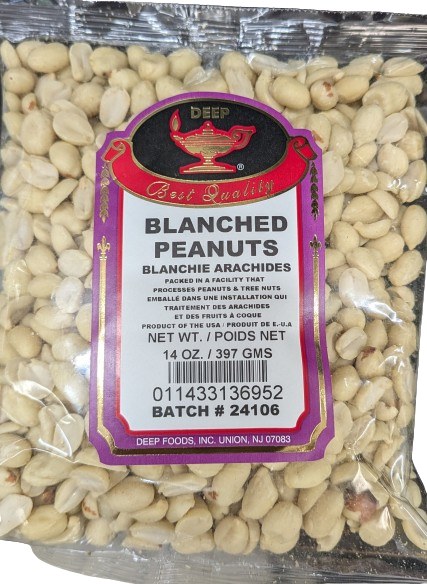 DEEP
®
Best Quality
BLANCHED
PEANUTS
BLANCHIE ARACHIDES
PACKED IN A FACILITY THAT
PROCESSES PEANUTS & TREE NUTS
EMBALLÉ DANS UNE INSTALLATION QUI
TRAITEMENT DES ARACHIDES
ET DES FRUITS À COQUE
PRODUCT OF THE USA / PRODUIT DE E.-U.A
NET WT. / POIDS NET
14 OZ. / 397 GMS
011433136952
BATCH # 24106
DEEP FOODS, INC. UNION, NJ 07083